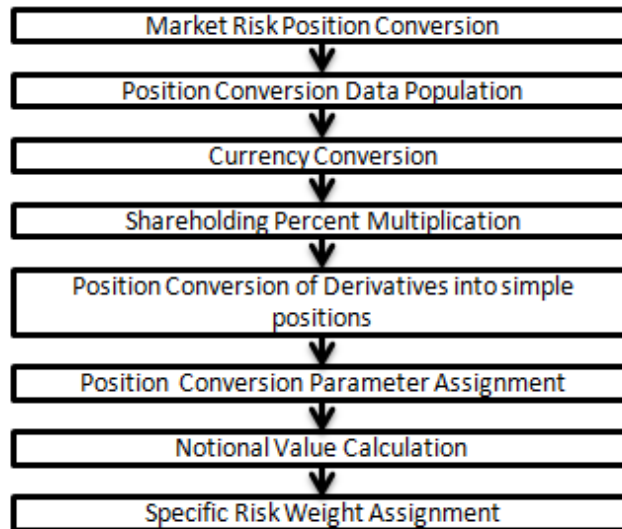 Market Risk Position Conversion
Position Conversion Data Population
Currency Conversion
Shareholding Percent Multiplication
Position Conversion of Derivatives into simple
positions
Position Conversion Parameter Assignment
Notional Value Calculation
Specific Risk Weight Assignment